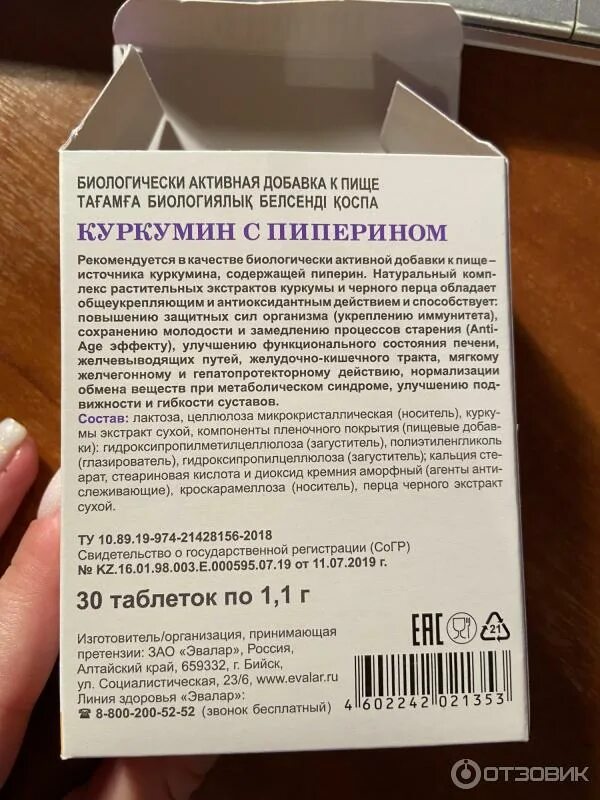 БИОЛОГИЧЕСКИ АКТИВНАЯ ДОБАВКА К ПИЩЕ
ТАҒАМҒА БИОЛОГИЯЛЫҚ БЕЛСЕНДІ ҚОСПА
КУРКУМИН С ПИПЕРИНОМ
Рекомендуется в качестве биологически активной добавки к пище –
источника куркумина, содержащей пиперин. Натуральный комп-
лекс растительных экстрактов куркумы и черного перца обладает
общеукрепляющим и антиоксидантным действием и способствует:
повышению защитных сил организма (укреплению иммунитета),
сохранению молодости и замедлению процессов старения (Anti-
Age эффекту), улучшению функционального состояния печени,
желчевыводящих путей, желудочно-кишечного тракта, мягкому
желчегонному и гепатопротекторному действию, нормализации
обмена веществ при метаболическом синдроме, улучшению под-
вижности и гибкости суставов.
Состав: лактоза, целлюлоза микрокристаллическая (носитель), курку-
мы экстракт сухой, компоненты пленочного покрытия (пищевые добав-
ки): гидроксипропилметилцеллюлоза (загуститель), полиэтиленгликоль
(глазирователь), гидроксипропилцеллюлоза (загуститель); кальция сте-
арат, стеариновая кислота и диоксид кремния аморфный (агенты анти-
слеживающие), кроскарамеллоза (носитель), перца черного экстракт
сухой.
ТУ 10.89.19-974-21428156-2018
Свидетельство о государственной регистрации (СоГР)
№ KZ.16.01.98.003.E.000595.07.19 от 11.07.2019 г.
30 таблеток по 1,1 г
Изготовитель/организация, принимающая
претензии: ЗАО «Эвалар», Россия,
Алтайский край, 659332, г. Бийск,
ул. Социалистическая, 23/6, www.evalar.ru
Линия здоровья «Эвалар»:
☎ 8-800-200-52-52 (звонок бесплатный)
EAC
21
4 602242 021353
ОТЗОВИК